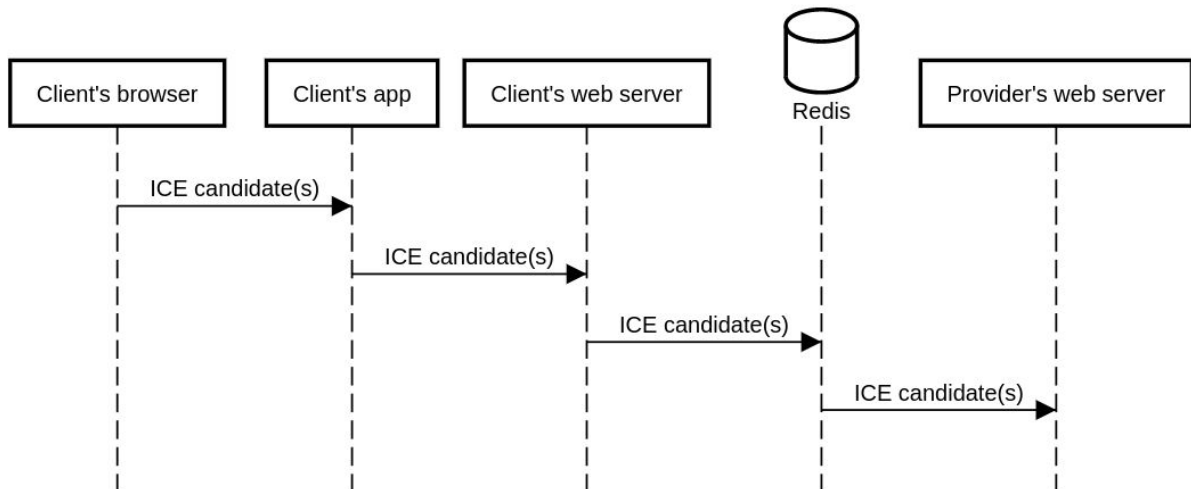 Client's browser
Client's app
Client's web server
Redis
Provider's web server
ICE candidate(s)
ICE candidate(s)
ICE candidate(s)
ICE candidate(s)